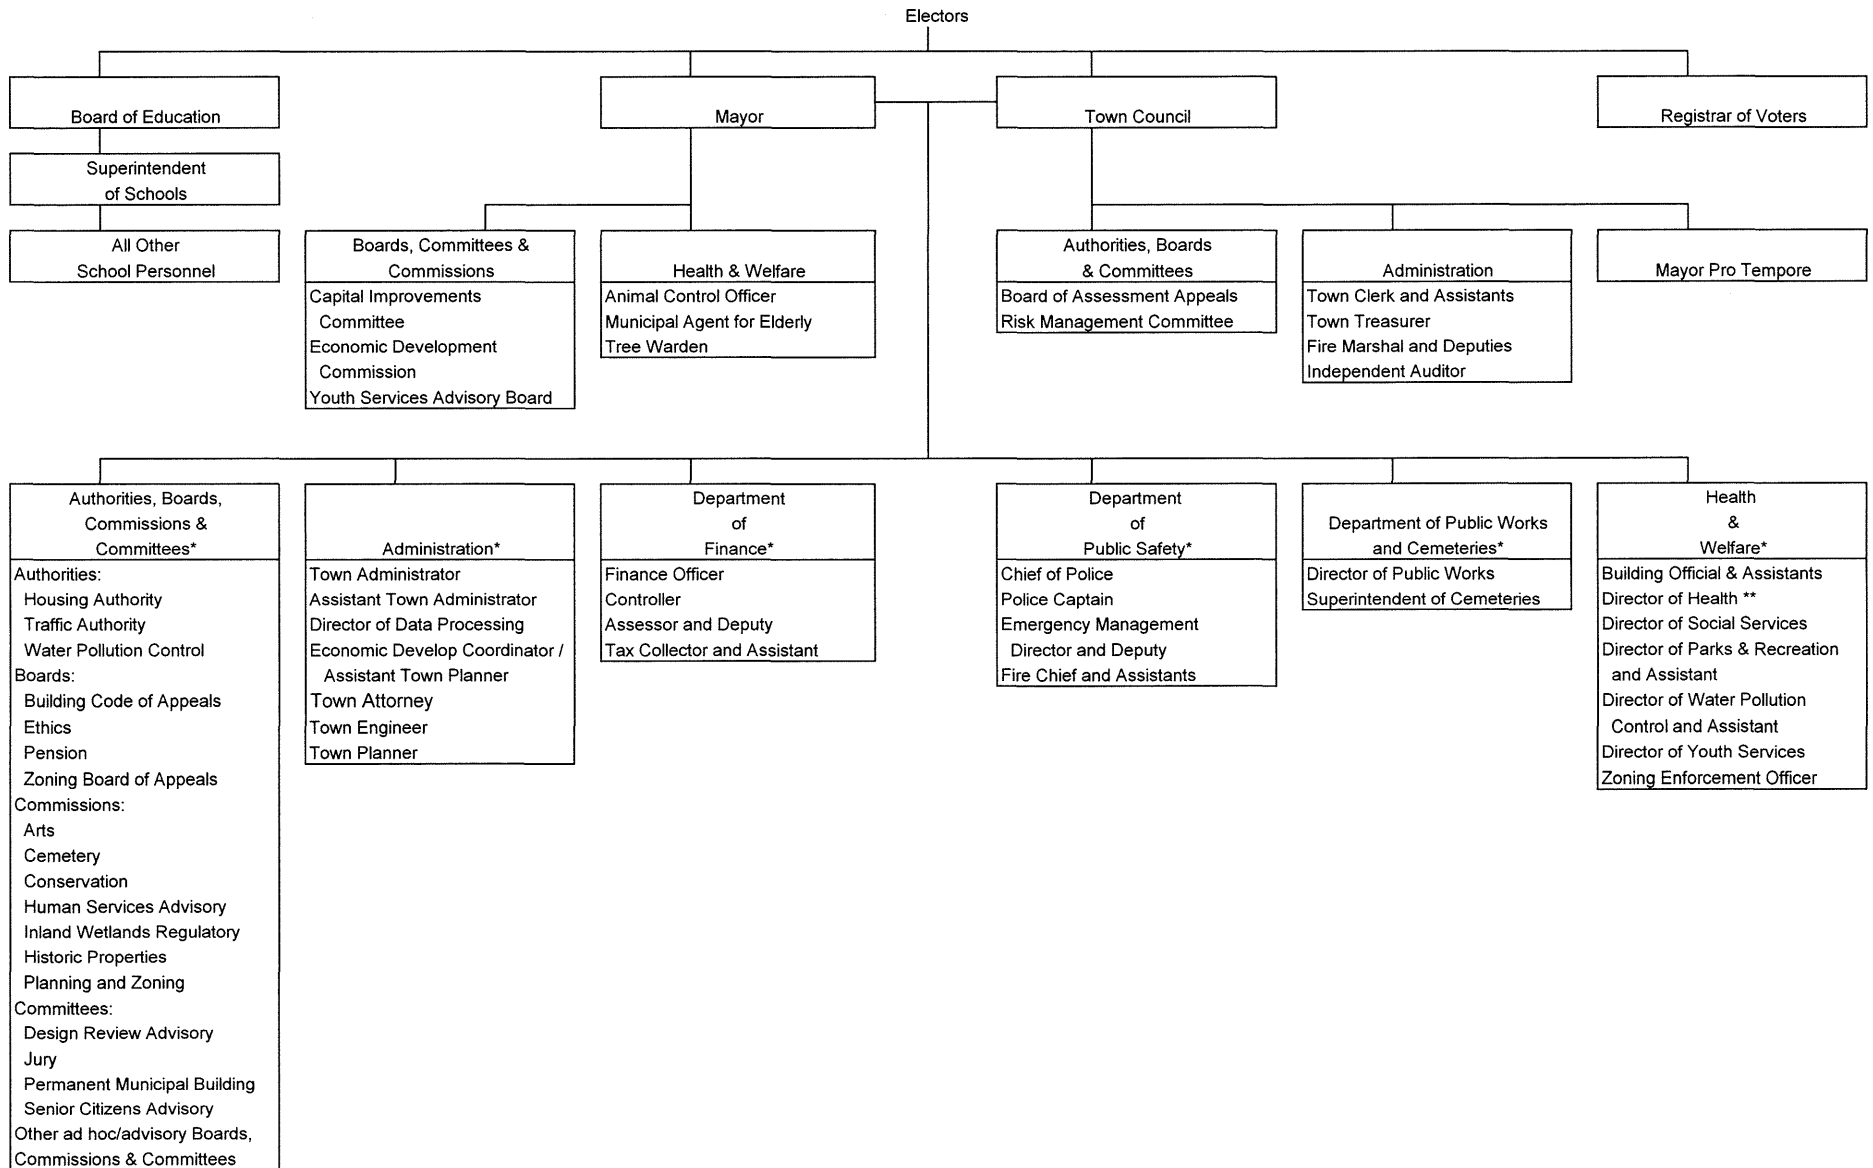 Electors
Board of Education
Mayor
Town Council
Registrar of Voters
Superintendent
of Schools
All Other
School Personnel
Boards, Committees &
Commissions
Capital Improvements
Committee
Economic Development
Commission
Youth Services Advisory Board
Health & Welfare
Animal Control Officer
Municipal Agent for Elderly
Tree Warden
Authorities, Boards
& Committees
Board of Assessment Appeals
Risk Management Committee
Administration
Town Clerk and Assistants
Town Treasurer
Fire Marshal and Deputies
Independent Auditor
Mayor Pro Tempore
Authorities, Boards,
Commissions &
Committees*
Authorities:
Housing Authority
Traffic Authority
Water Pollution Control
Boards:
Building Code of Appeals
Ethics
Pension
Zoning Board of Appeals
Commissions:
Arts
Cemetery
Conservation
Human Services Advisory
Inland Wetlands Regulatory
Historic Properties
Planning and Zoning
Committees:
Design Review Advisory
Jury
Permanent Municipal Building
Senior Citizens Advisory
Other ad hoc/advisory Boards,
Commissions & Committees
Administration*
Town Administrator
Assistant Town Administrator
Director of Data Processing
Economic Develop Coordinator /
Assistant Town Planner
Town Attorney
Town Engineer
Town Planner
Department
of
Finance*
Finance Officer
Controller
Assessor and Deputy
Tax Collector and Assistant
Department
of
Public Safety*
Chief of Police
Police Captain
Emergency Management
Director and Deputy
Fire Chief and Assistants
Department of Public Works
and Cemeteries*
Director of Public Works
Superintendent of Cemeteries
Health
&
Welfare*
Building Official & Assistants
Director of Health **
Director of Social Services
Director of Parks & Recreation
and Assistant
Director of Water Pollution
Control and Assistant
Director of Youth Services
Zoning Enforcement Officer